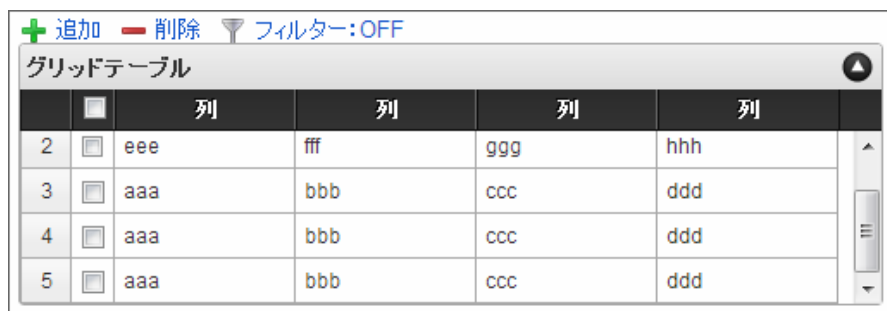 追加 削除 フィルター：OFF
グリッドテーブル
列 列 列 列
2 eee fff ggg hhh
3 aaa bbb ccc ddd
4 aaa bbb ccc ddd
5 aaa bbb ccc ddd